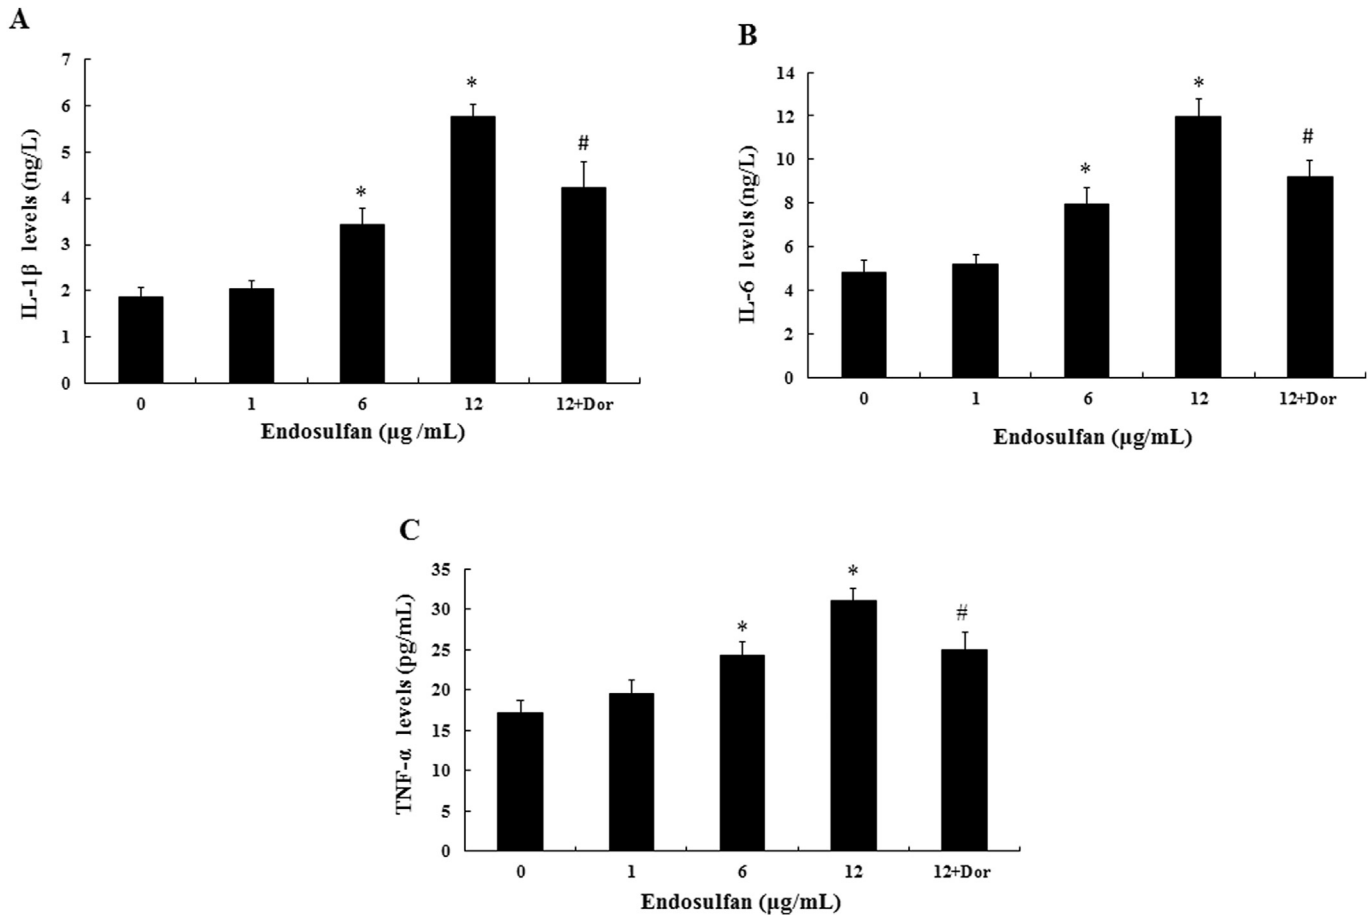 A
IL-1β levels (ng/L)
7
6
5
4
3
2
1
0
*
*
#
0 1 6 12 12+Dor
Endosulfan (μg /mL)
B
IL-6 levels (ng/L)
14
12
10
8
6
4
2
0
*
*
#
0 1 6 12 12+Dor
Endosulfan (μg/mL)
C
TNF-α levels (pg/mL)
35
30
25
20
15
10
5
0
*
*
#
0 1 6 12 12+Dor
Endosulfan (μg/mL)